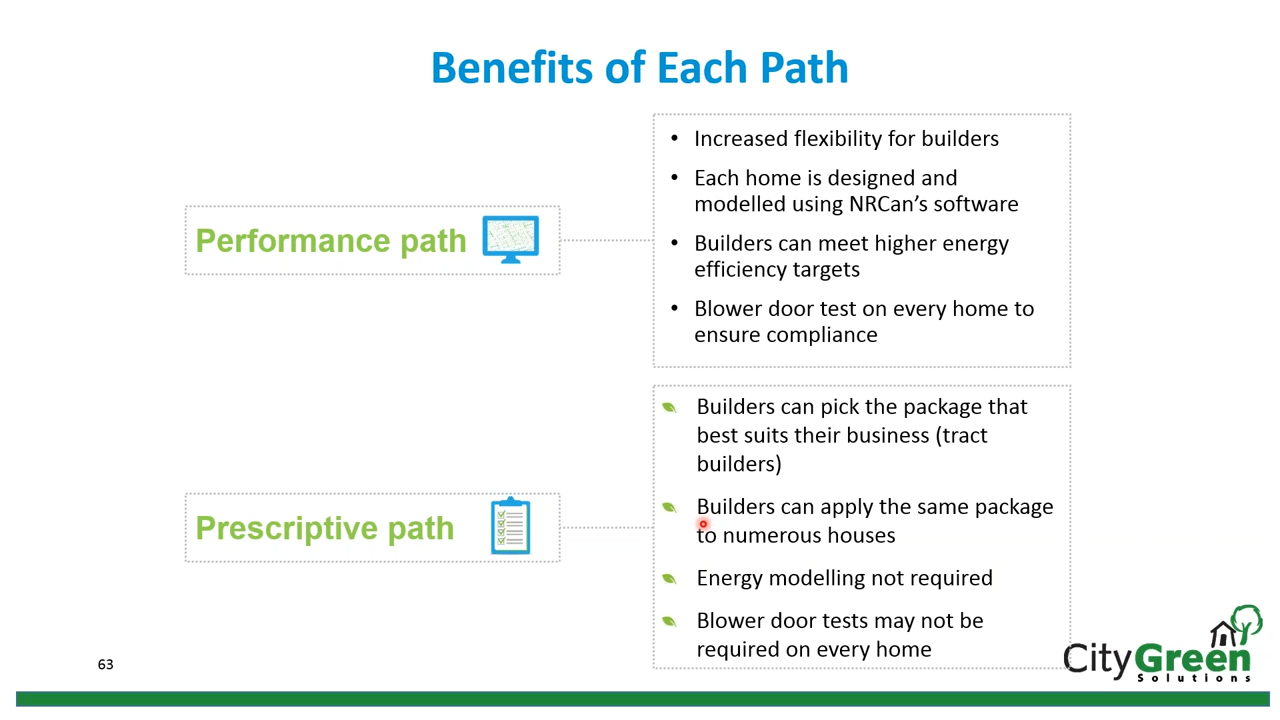 Benefits of Each Path
Performance path
• Increased flexibility for builders
• Each home is designed and
modelled using NRCan’s software
• Builders can meet higher energy
efficiency targets
• Blower door test on every home to
ensure compliance
Prescriptive path
Builders can pick the package that
best suits their business (tract
builders)
Builders can apply the same package
to numerous houses
Energy modelling not required
Blower door tests may not be
required on every home
63
CityGreen
Solutions